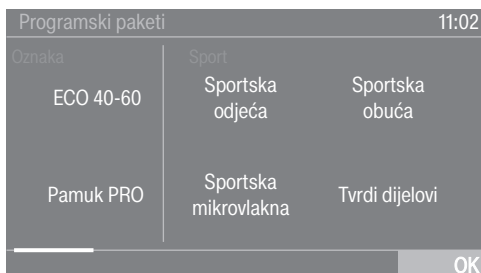 Programski paketi 11:02
Oznaka
ECO 40-60
Pamuk PRO
Sport
Sportska
odjeća
Sportska
obuća
Sportska
mikrovlakna
Tvrdi dijelovi
OK